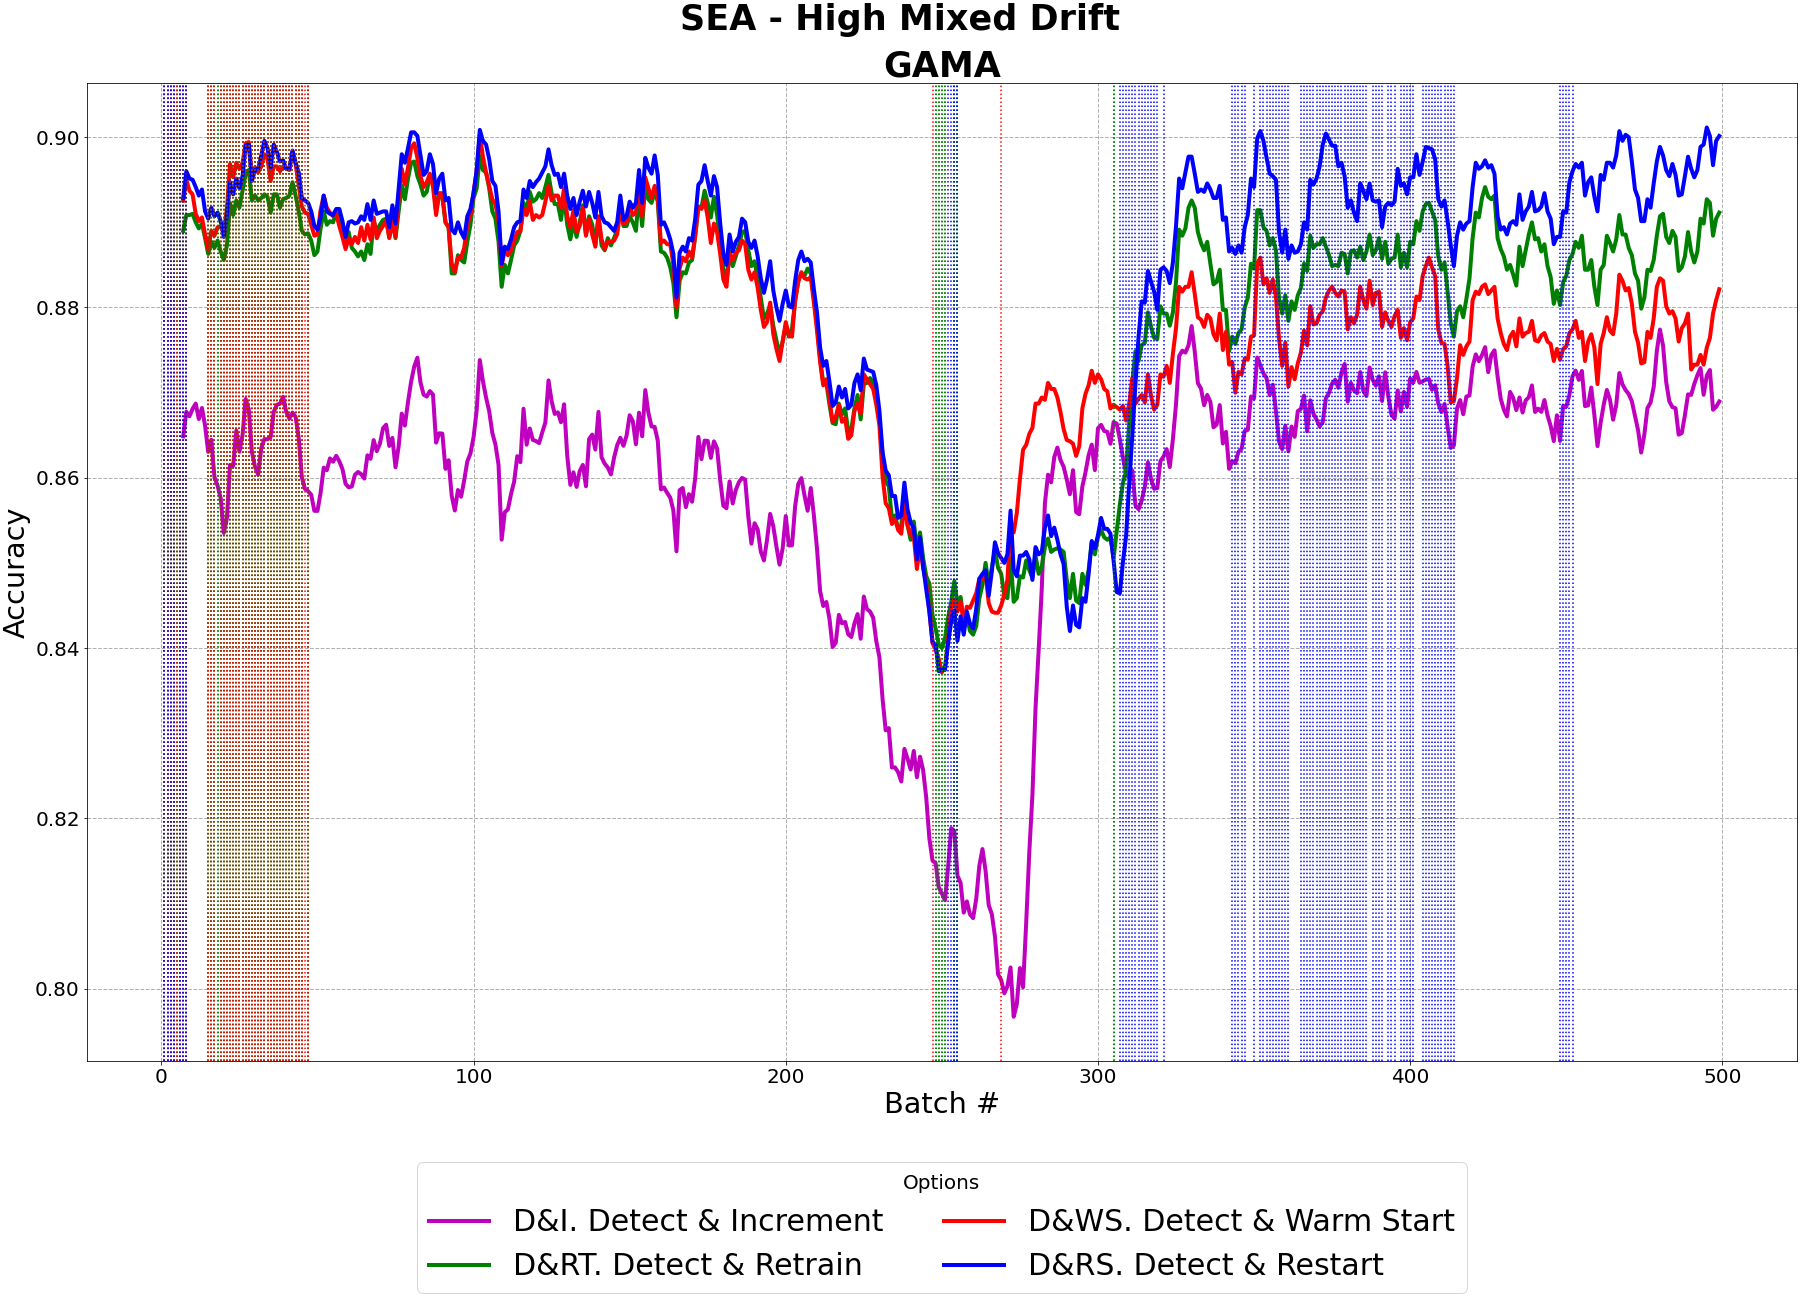 SEA - High Mixed Drift
GAMA
0.90
0.88
0.86
0.84
0.82
0.80
Accuracy
0 100 200 300 400 500
Batch #
Options
D&I. Detect & Increment D&WS. Detect & Warm Start
D&RT. Detect & Retrain D&RS. Detect & Restart